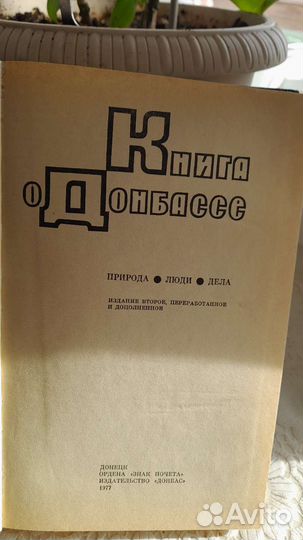 Книга
о Донбассе
ПРИРОДА ● ЛЮДИ ● ДЕЛА
ИЗДАНИЕ ВТОРОЕ, ПЕРЕРАБОТАННОЕ
И ДОПОЛНЕННОЕ
ДОНЕЦК
ОРДЕНА «ЗНАК ПОЧЕТА»
ИЗДАТЕЛЬСТВО «ДОНБАС»
1977
Avito